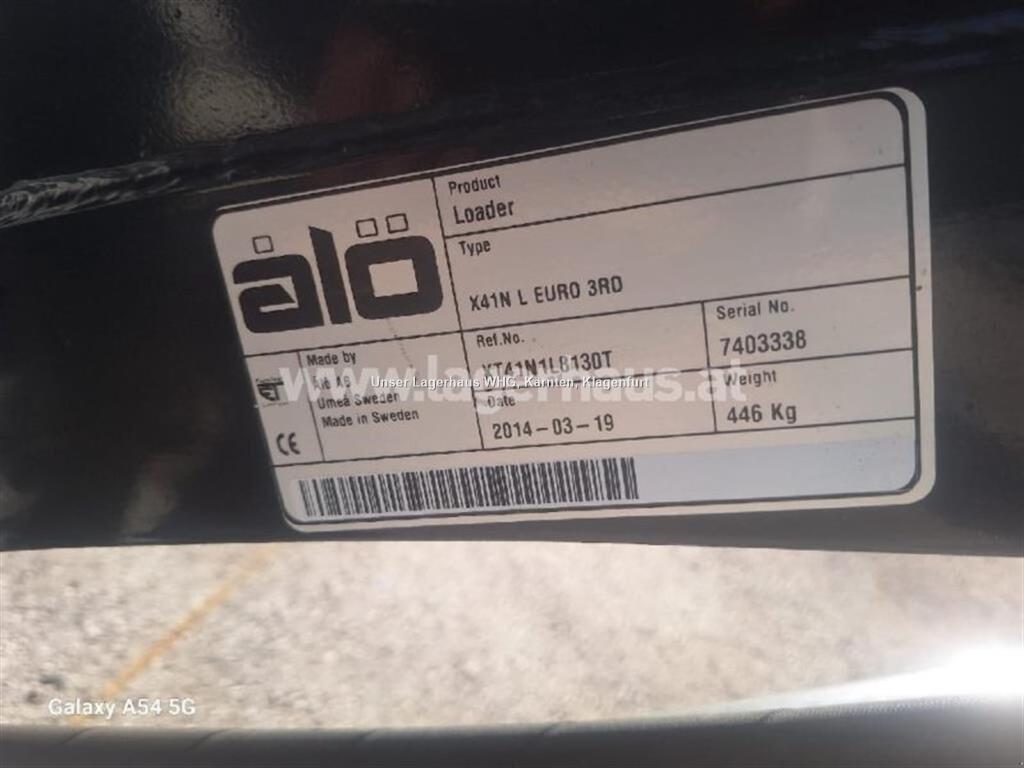 älö
Product
Loader
Type
X41N L EURO 3RD
Ref.No.
XT41N1L8130T
Serial No.
7403338
Made by
Ålö AB
Umeå Sweden
Made in Sweden
CE
Date
2014-03-19
Weight
446 Kg
www.lagerhaus.at
Unser Lagerhaus WHG, Kärnten, Klagenfurt
Galaxy A54 5G